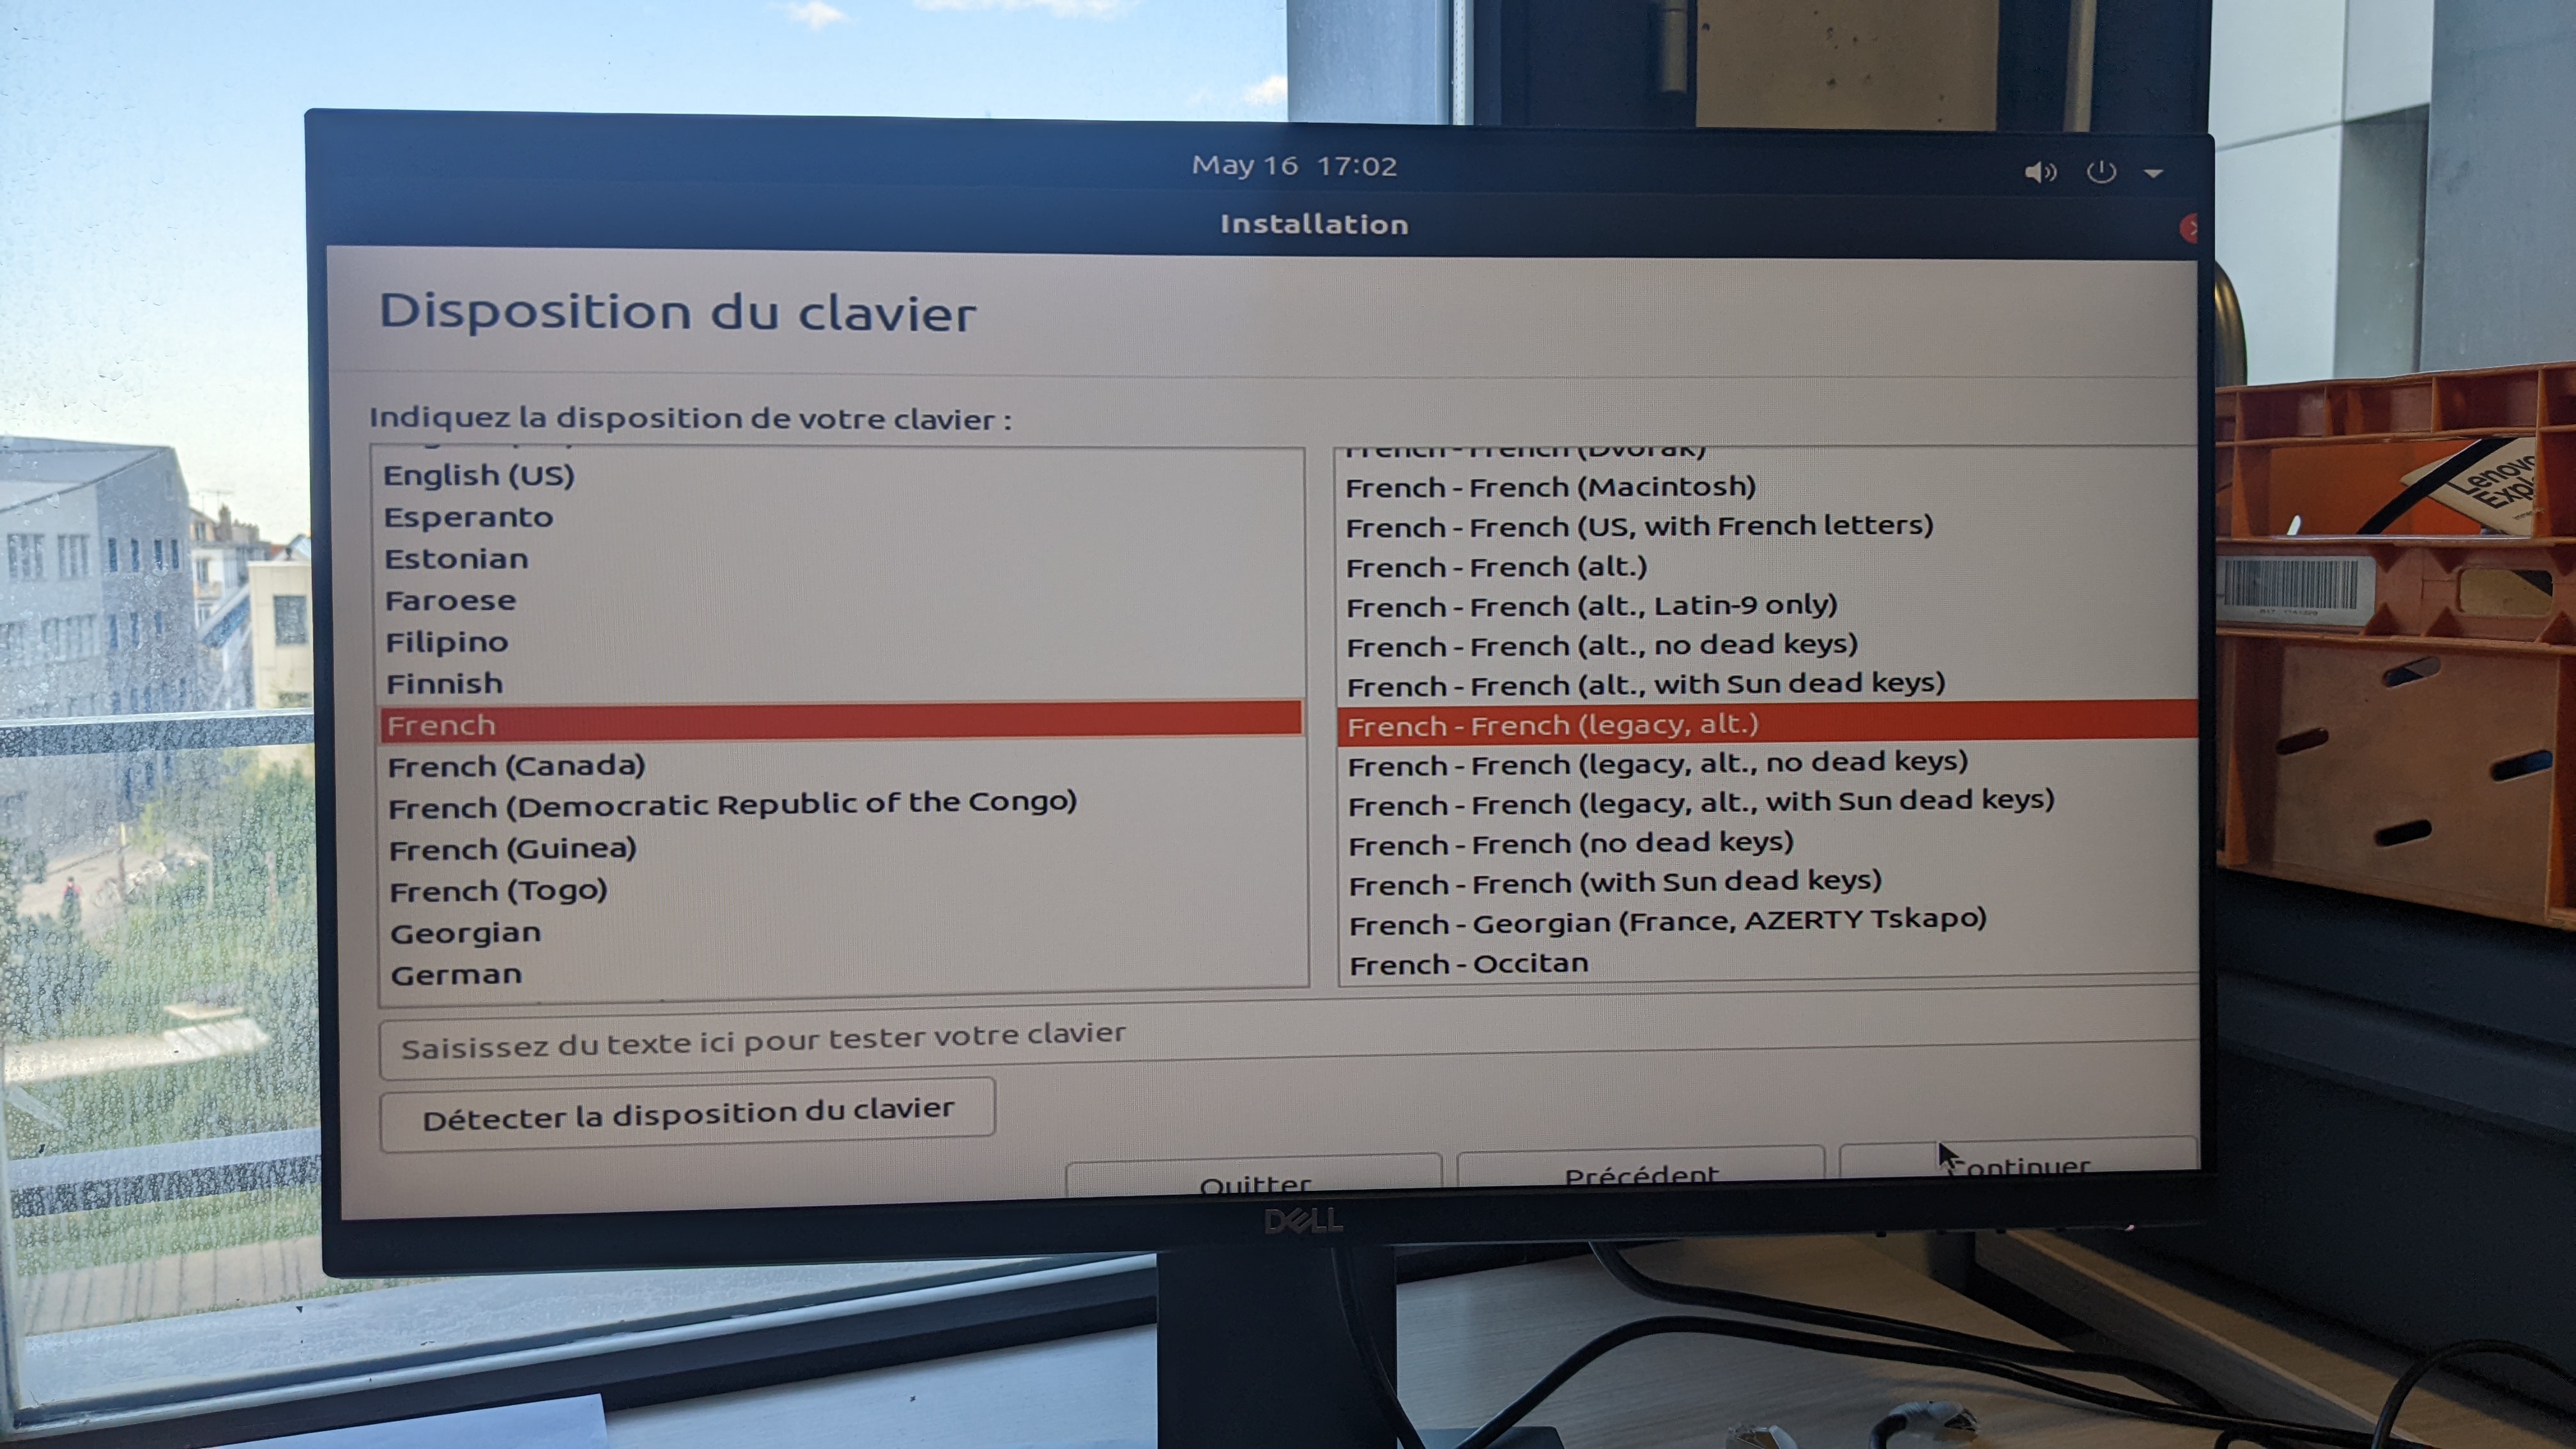 May 16 17:02
Installation
Disposition du clavier
Indiquez la disposition de votre clavier :
English (US)
Esperanto
Estonian
Faroese
Filipino
Finnish
French
French (Canada)
French (Democratic Republic of the Congo)
French (Guinea)
French (Togo)
Georgian
German
French - French (Dvorak)
French - French (Macintosh)
French - French (US, with French letters)
French - French (alt.)
French - French (alt., Latin-9 only)
French - French (alt., no dead keys)
French - French (alt., with Sun dead keys)
French - French (legacy, alt.)
French - French (legacy, alt., no dead keys)
French - French (legacy, alt., with Sun dead keys)
French - French (no dead keys)
French - French (with Sun dead keys)
French - Georgian (France, AZERTY Tskapo)
French - Occitan
Saisissez du texte ici pour tester votre clavier
Détecter la disposition du clavier
Quitter
Précédent
Continuer
DELL
Lenovo